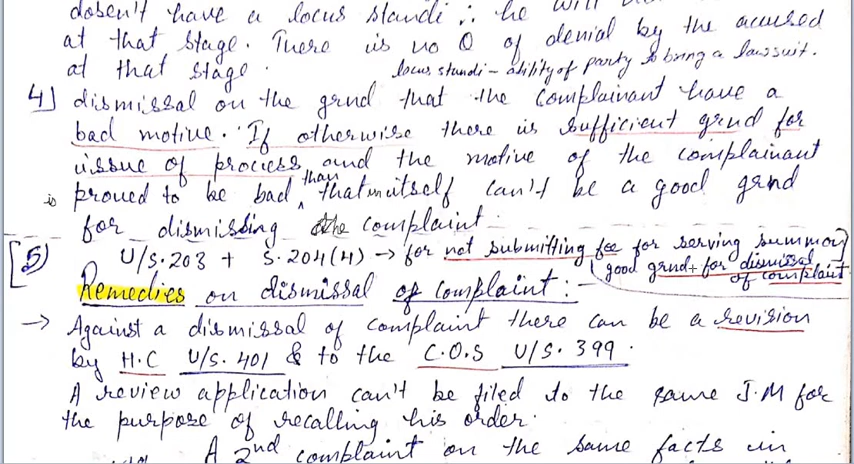 doesn't have a locus standi ∴ he will
at that stage. There is no Q of denial by the accused
at that stage.
locus standi - ability of party to bring a lawsuit.
4] dismissal on the grnd that the complainant have a
bad motive. If otherwise there is sufficient grnd for
issue of process and the motive of the complainant
is proved to be bad, than that in itself can't be a good grnd
for dismissing the complaint.
[5) U/S.203 + S.204(4) → for not submitting fee for serving summon
good grnd for dismissal
of complaint
Remedies on dismissal of complaint :-
→ Against a dismissal of complaint there can be a revision
by H.C U/S. 401 & to the C.O.S U/S. 399.
A review application can't be filed to the same J.M for
the purpose of recalling his order.
A 2nd complaint on the same facts in